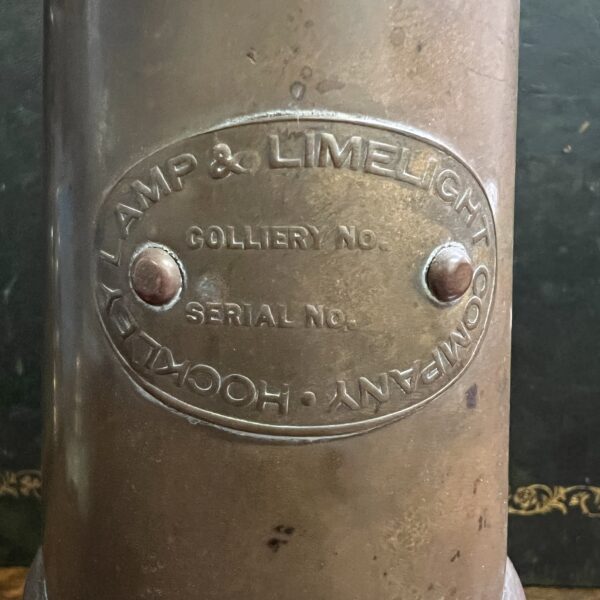 HOCKLEY LAMP & LIMELIGHT COMPANY •
COLLIERY No.
SERIAL No.